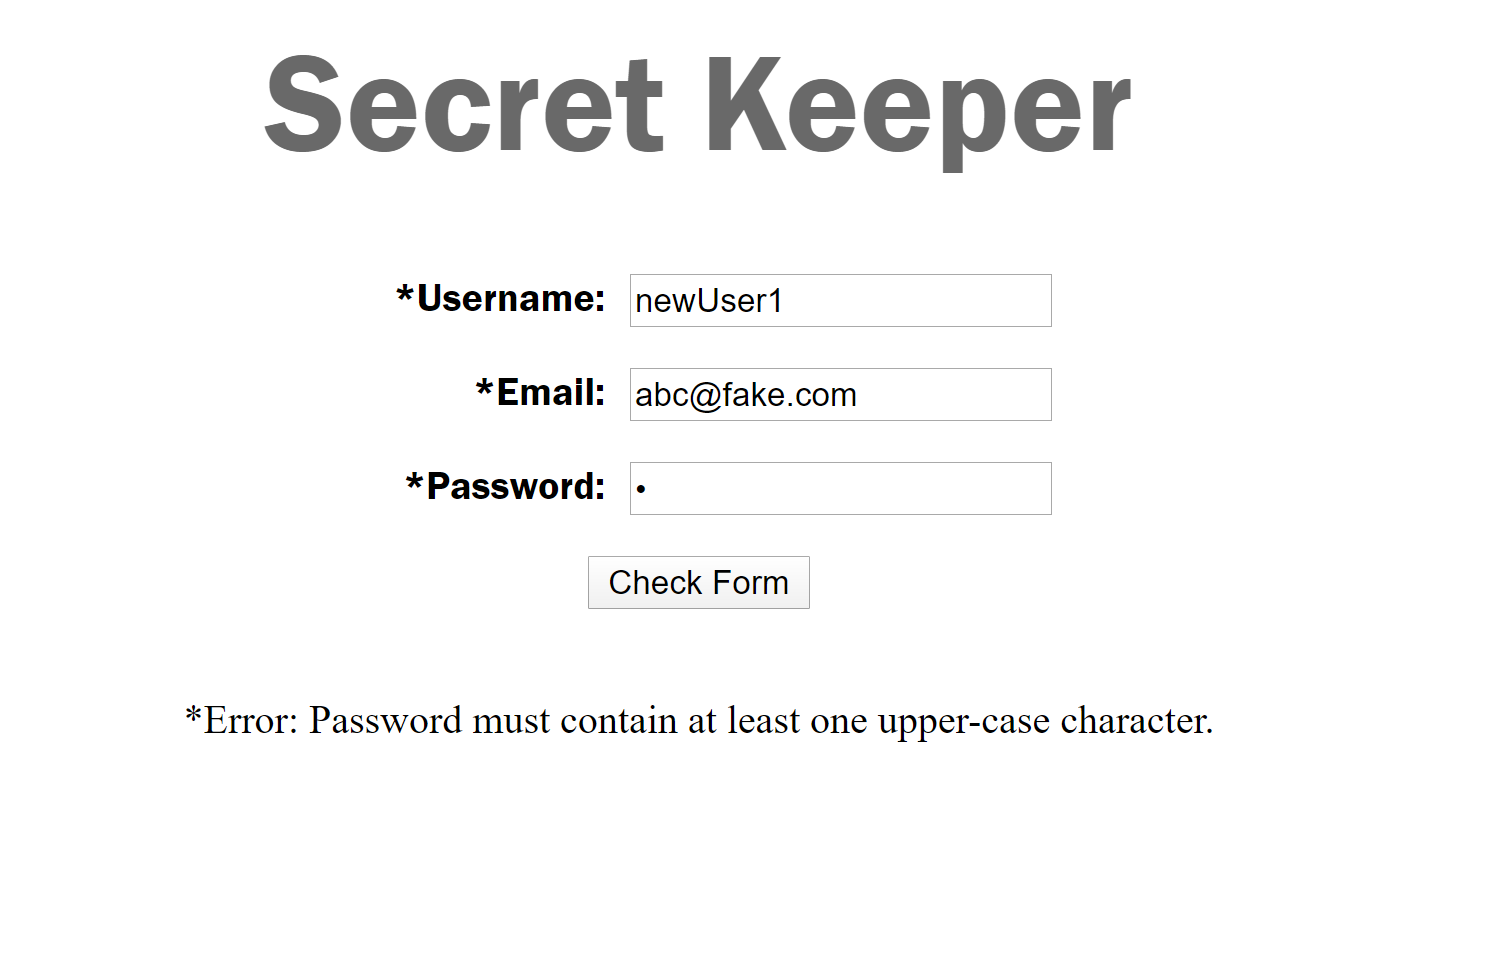 Secret Keeper
*Username: newUser1
*Email: abc@fake.com
*Password: •
Check Form
*Error: Password must contain at least one upper-case character.